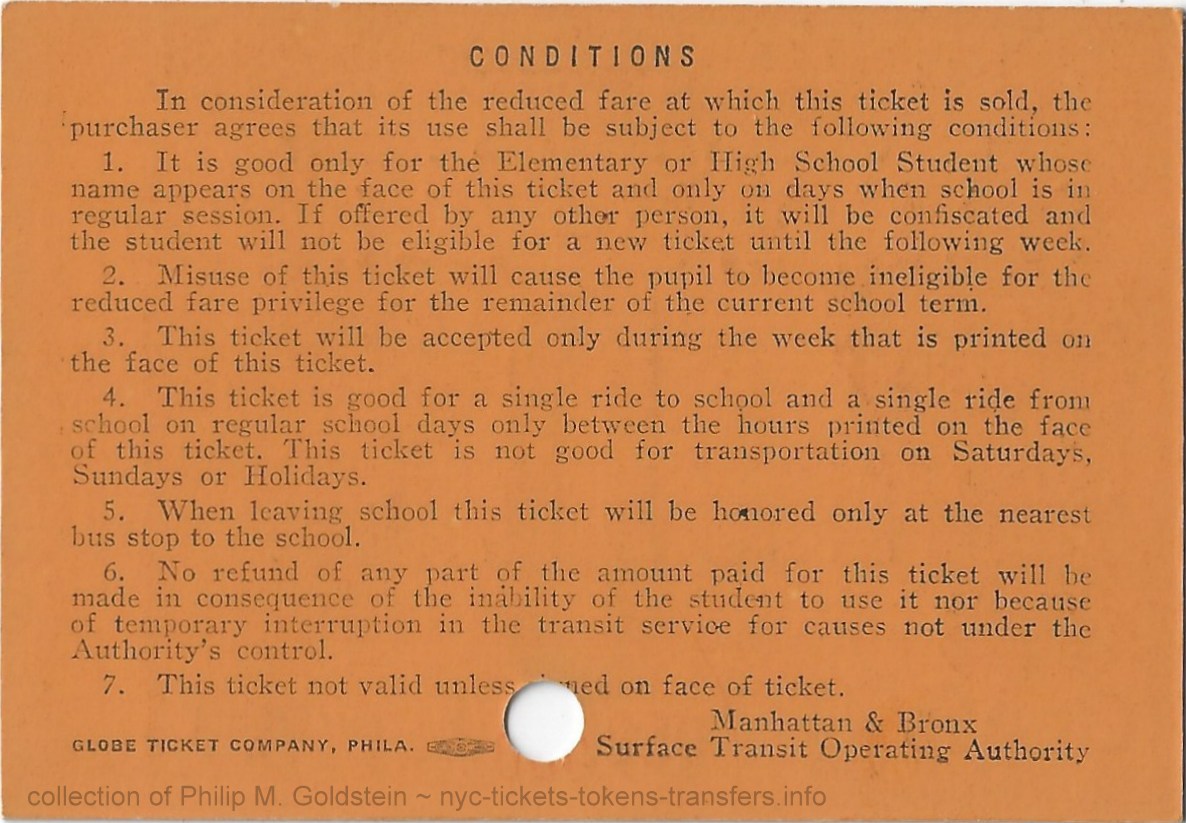 CONDITIONS
In consideration of the reduced fare at which this ticket is sold, the
purchaser agrees that its use shall be subject to the following conditions:
1. It is good only for the Elementary or High School Student whose
name appears on the face of this ticket and only on days when school is in
regular session. If offered by any other person, it will be confiscated and
the student will not be eligible for a new ticket until the following week.
2. Misuse of this ticket will cause the pupil to become ineligible for the
reduced fare privilege for the remainder of the current school term.
3. This ticket will be accepted only during the week that is printed on
the face of this ticket.
4. This ticket is good for a single ride to school and a single ride from
school on regular school days only between the hours printed on the face
of this ticket. This ticket is not good for transportation on Saturdays,
Sundays or Holidays.
5. When leaving school this ticket will be honored only at the nearest
bus stop to the school.
6. No refund of any part of the amount paid for this ticket will be
made in consequence of the inability of the student to use it nor because
of temporary interruption in the transit service for causes not under the
Authority's control.
7. This ticket not valid unless on face of ticket.
Manhattan & Bronx
GLOBE TICKET COMPANY, PHILA. Surface Transit Operating Authority
collection of Philip M. Goldstein ~ nyc-tickets-tokens-transfers.info